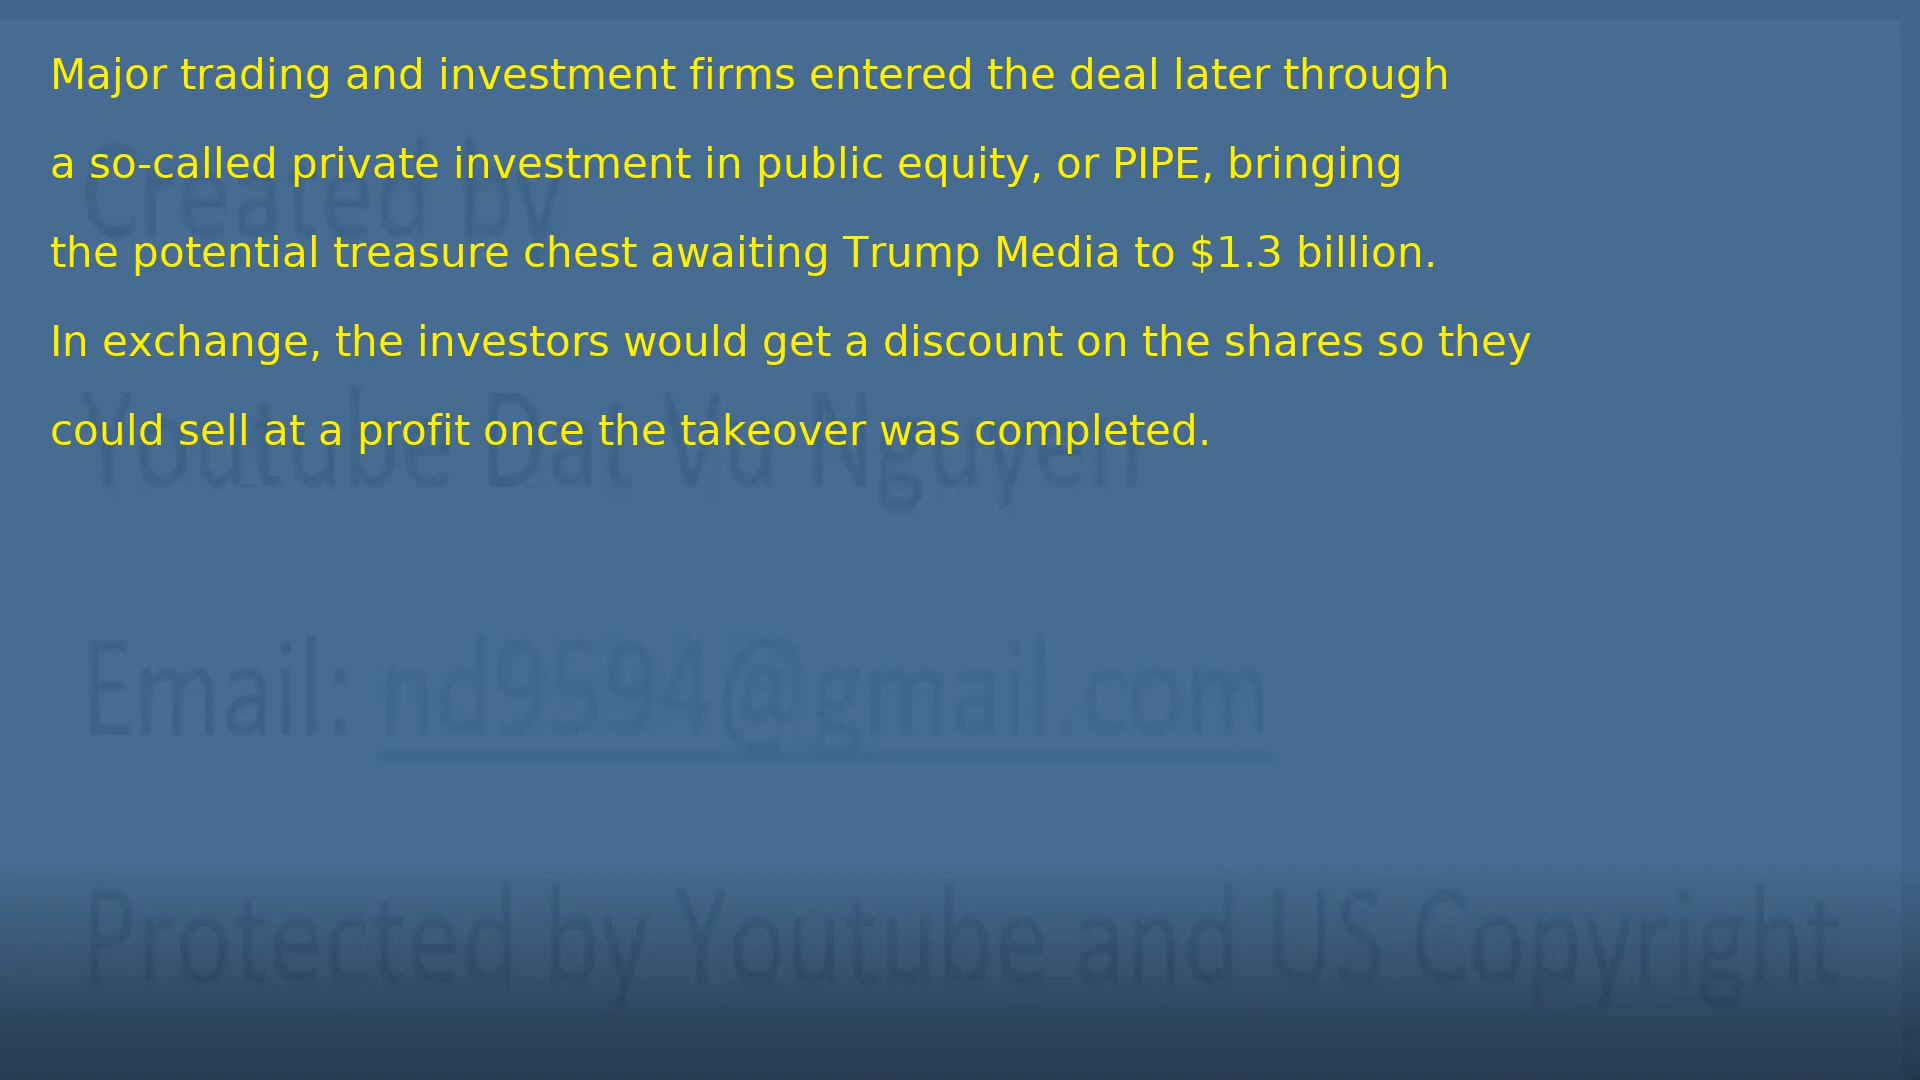 Major trading and investment firms entered the deal later through
a so-called private investment in public equity, or PIPE, bringing
the potential treasure chest awaiting Trump Media to $1.3 billion.
In exchange, the investors would get a discount on the shares so they
could sell at a profit once the takeover was completed.
Created by
Youtube Dat Vu Nguyen
Email: nd9594@gmail.com
Protected by Youtube and US Copyright